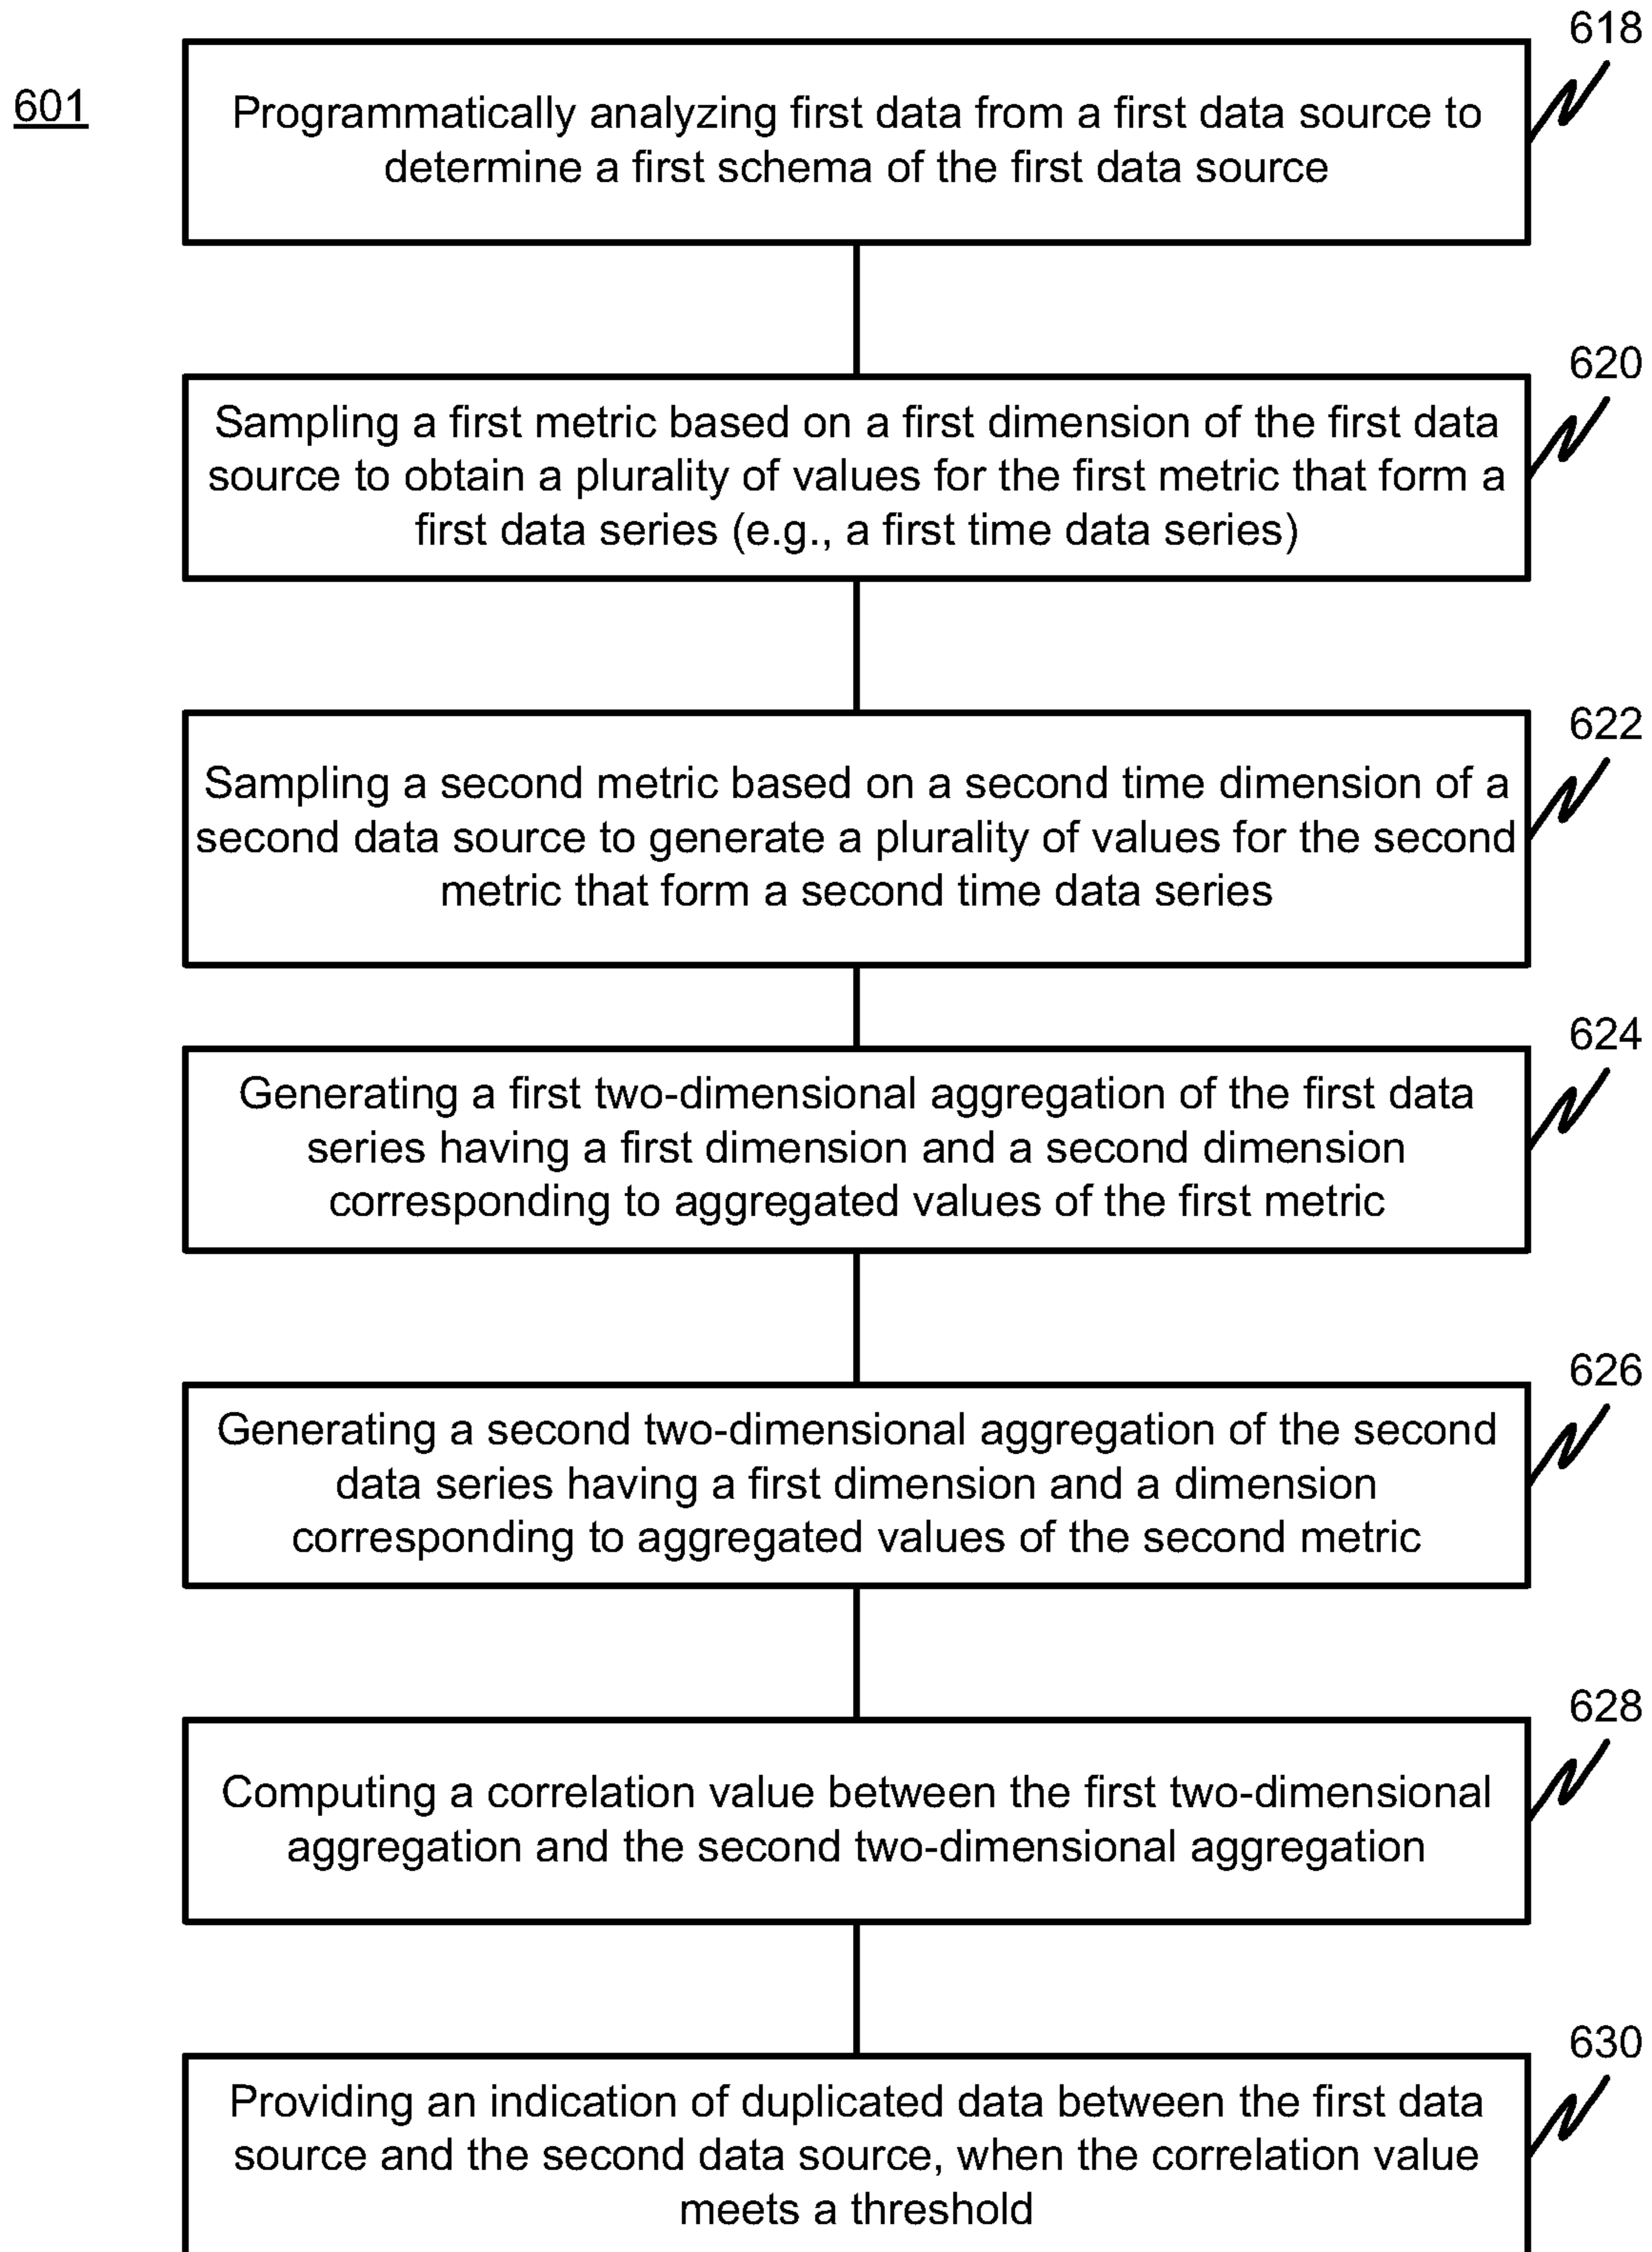 618
601
Programmatically analyzing first data from a first data source to
determine a first schema of the first data source
620
Sampling a first metric based on a first dimension of the first data
source to obtain a plurality of values for the first metric that form a
first data series (e.g., a first time data series)
622
Sampling a second metric based on a second time dimension of a
second data source to generate a plurality of values for the second
metric that form a second time data series
624
Generating a first two-dimensional aggregation of the first data
series having a first dimension and a second dimension
corresponding to aggregated values of the first metric
626
Generating a second two-dimensional aggregation of the second
data series having a first dimension and a dimension
corresponding to aggregated values of the second metric
628
Computing a correlation value between the first two-dimensional
aggregation and the second two-dimensional aggregation
630
Providing an indication of duplicated data between the first data
source and the second data source, when the correlation value
meets a threshold